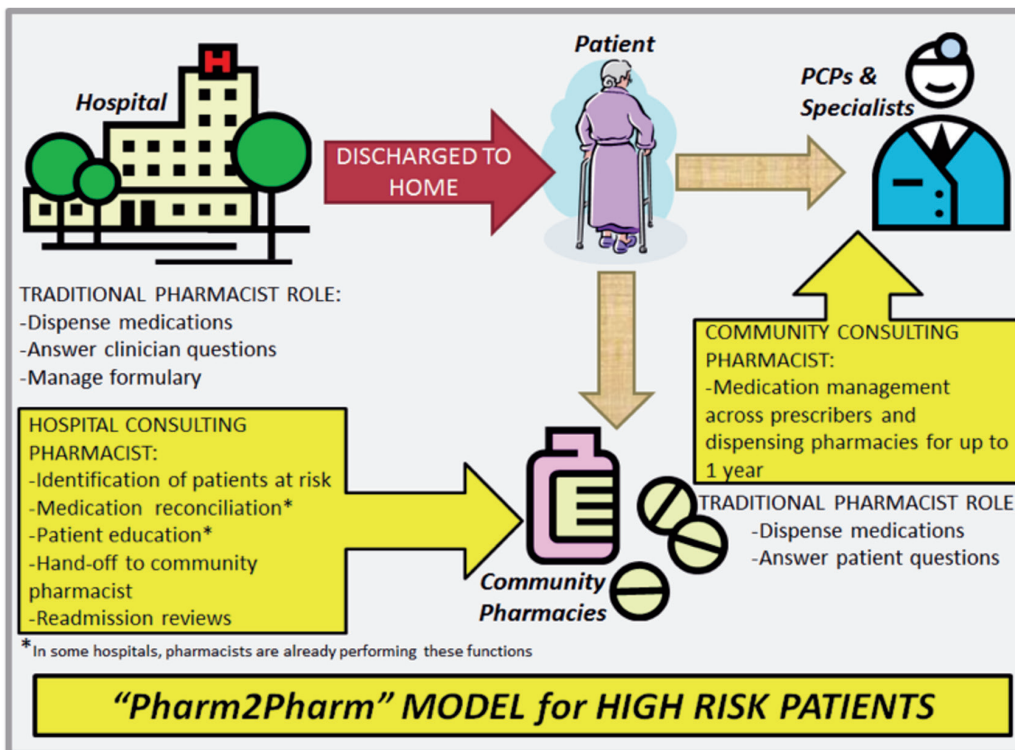 H
Hospital
Patient
PCPs &
Specialists
DISCHARGED TO
HOME
TRADITIONAL PHARMACIST ROLE:
-Dispense medications
-Answer clinician questions
-Manage formulary
HOSPITAL CONSULTING
PHARMACIST:
-Identification of patients at risk
-Medication reconciliation*
-Patient education*
-Hand-off to community
pharmacist
-Readmission reviews
*In some hospitals, pharmacists are already performing these functions
Community
Pharmacies
COMMUNITY CONSULTING
PHARMACIST:
-Medication management
across prescribers and
dispensing pharmacies for up to
1 year
TRADITIONAL PHARMACIST ROLE
-Dispense medications
-Answer patient questions
“Pharm2Pharm” MODEL for HIGH RISK PATIENTS